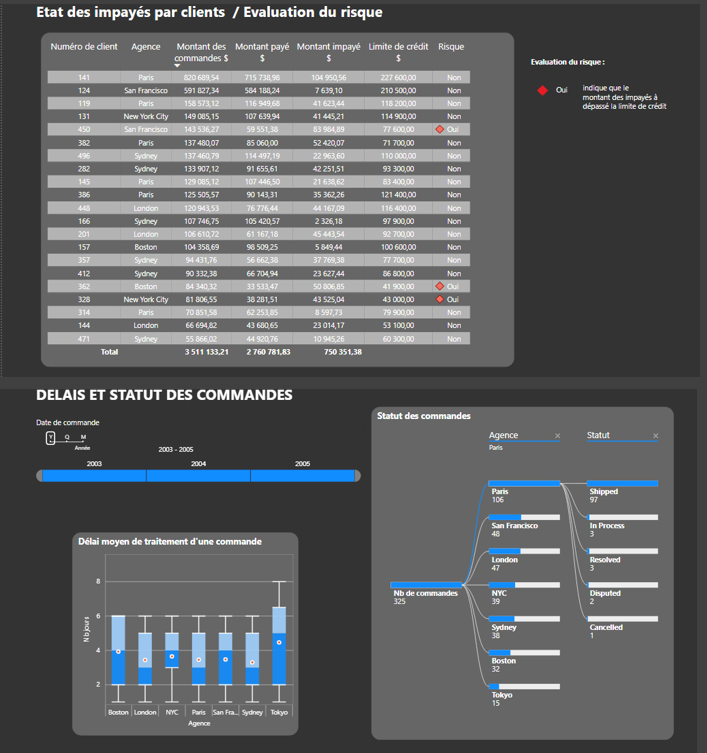 Etat des impayés par clients / Evaluation du risque
Numéro de client Agence Montant des commandes $ Montant payé $ Montant impayé $ Limite de crédit $ Risque
141 Paris 820 689,54 715 738,98 104 950,56 227 600,00 Non
124 San Francisco 591 827,34 584 188,24 7 639,10 210 500,00 Non
119 Paris 158 573,12 116 949,68 41 623,44 118 200,00 Non
131 New York City 149 085,15 107 639,94 41 445,21 114 900,00 Non
450 San Francisco 143 536,27 59 551,38 83 984,89 77 600,00 Oui
382 Paris 137 480,07 85 060,00 52 420,07 71 700,00 Non
496 Sydney 137 460,79 114 497,19 22 963,60 110 000,00 Non
282 Sydney 133 907,12 91 655,61 42 251,51 93 300,00 Non
145 Paris 129 085,12 107 446,50 21 638,62 83 400,00 Non
386 Paris 125 505,57 90 143,31 35 362,26 121 400,00 Non
448 London 120 943,53 76 776,44 44 167,09 116 400,00 Non
166 Sydney 107 746,75 105 420,57 2 326,18 97 900,00 Non
201 London 106 610,72 61 167,18 45 443,54 92 700,00 Non
157 Boston 104 358,69 98 509,25 5 849,44 100 600,00 Non
357 Sydney 94 431,76 56 662,38 37 769,38 77 700,00 Non
412 Sydney 90 332,38 66 704,94 23 627,44 86 800,00 Non
362 Boston 84 340,32 33 533,47 50 806,85 41 900,00 Oui
328 New York City 81 806,55 38 281,51 43 525,04 43 000,00 Oui
314 Paris 70 851,58 62 253,85 8 597,73 79 900,00 Non
144 London 66 694,82 43 680,65 23 014,17 53 100,00 Non
471 Sydney 55 866,02 44 920,76 10 945,26 60 300,00 Non
Total 3 511 133,21 2 760 781,83 750 351,38
Evaluation du risque :
Oui indique que le
montant des impayés à
dépassé la limite de crédit
DELAIS ET STATUT DES COMMANDES
Date de commande
Y Q M
Année
2003 - 2005
2003 2004 2005
Délai moyen de traitement d'une commande
Nb jours
8
6
4
2
Boston London NYC Paris San Fra... Sydney Tokyo
Agence
Statut des commandes
Agence × Statut ×
Paris
Nb de commandes
325
Paris
106
San Francisco
48
London
47
NYC
39
Sydney
38
Boston
32
Tokyo
15
Shipped
97
In Process
3
Resolved
3
Disputed
2
Cancelled
1